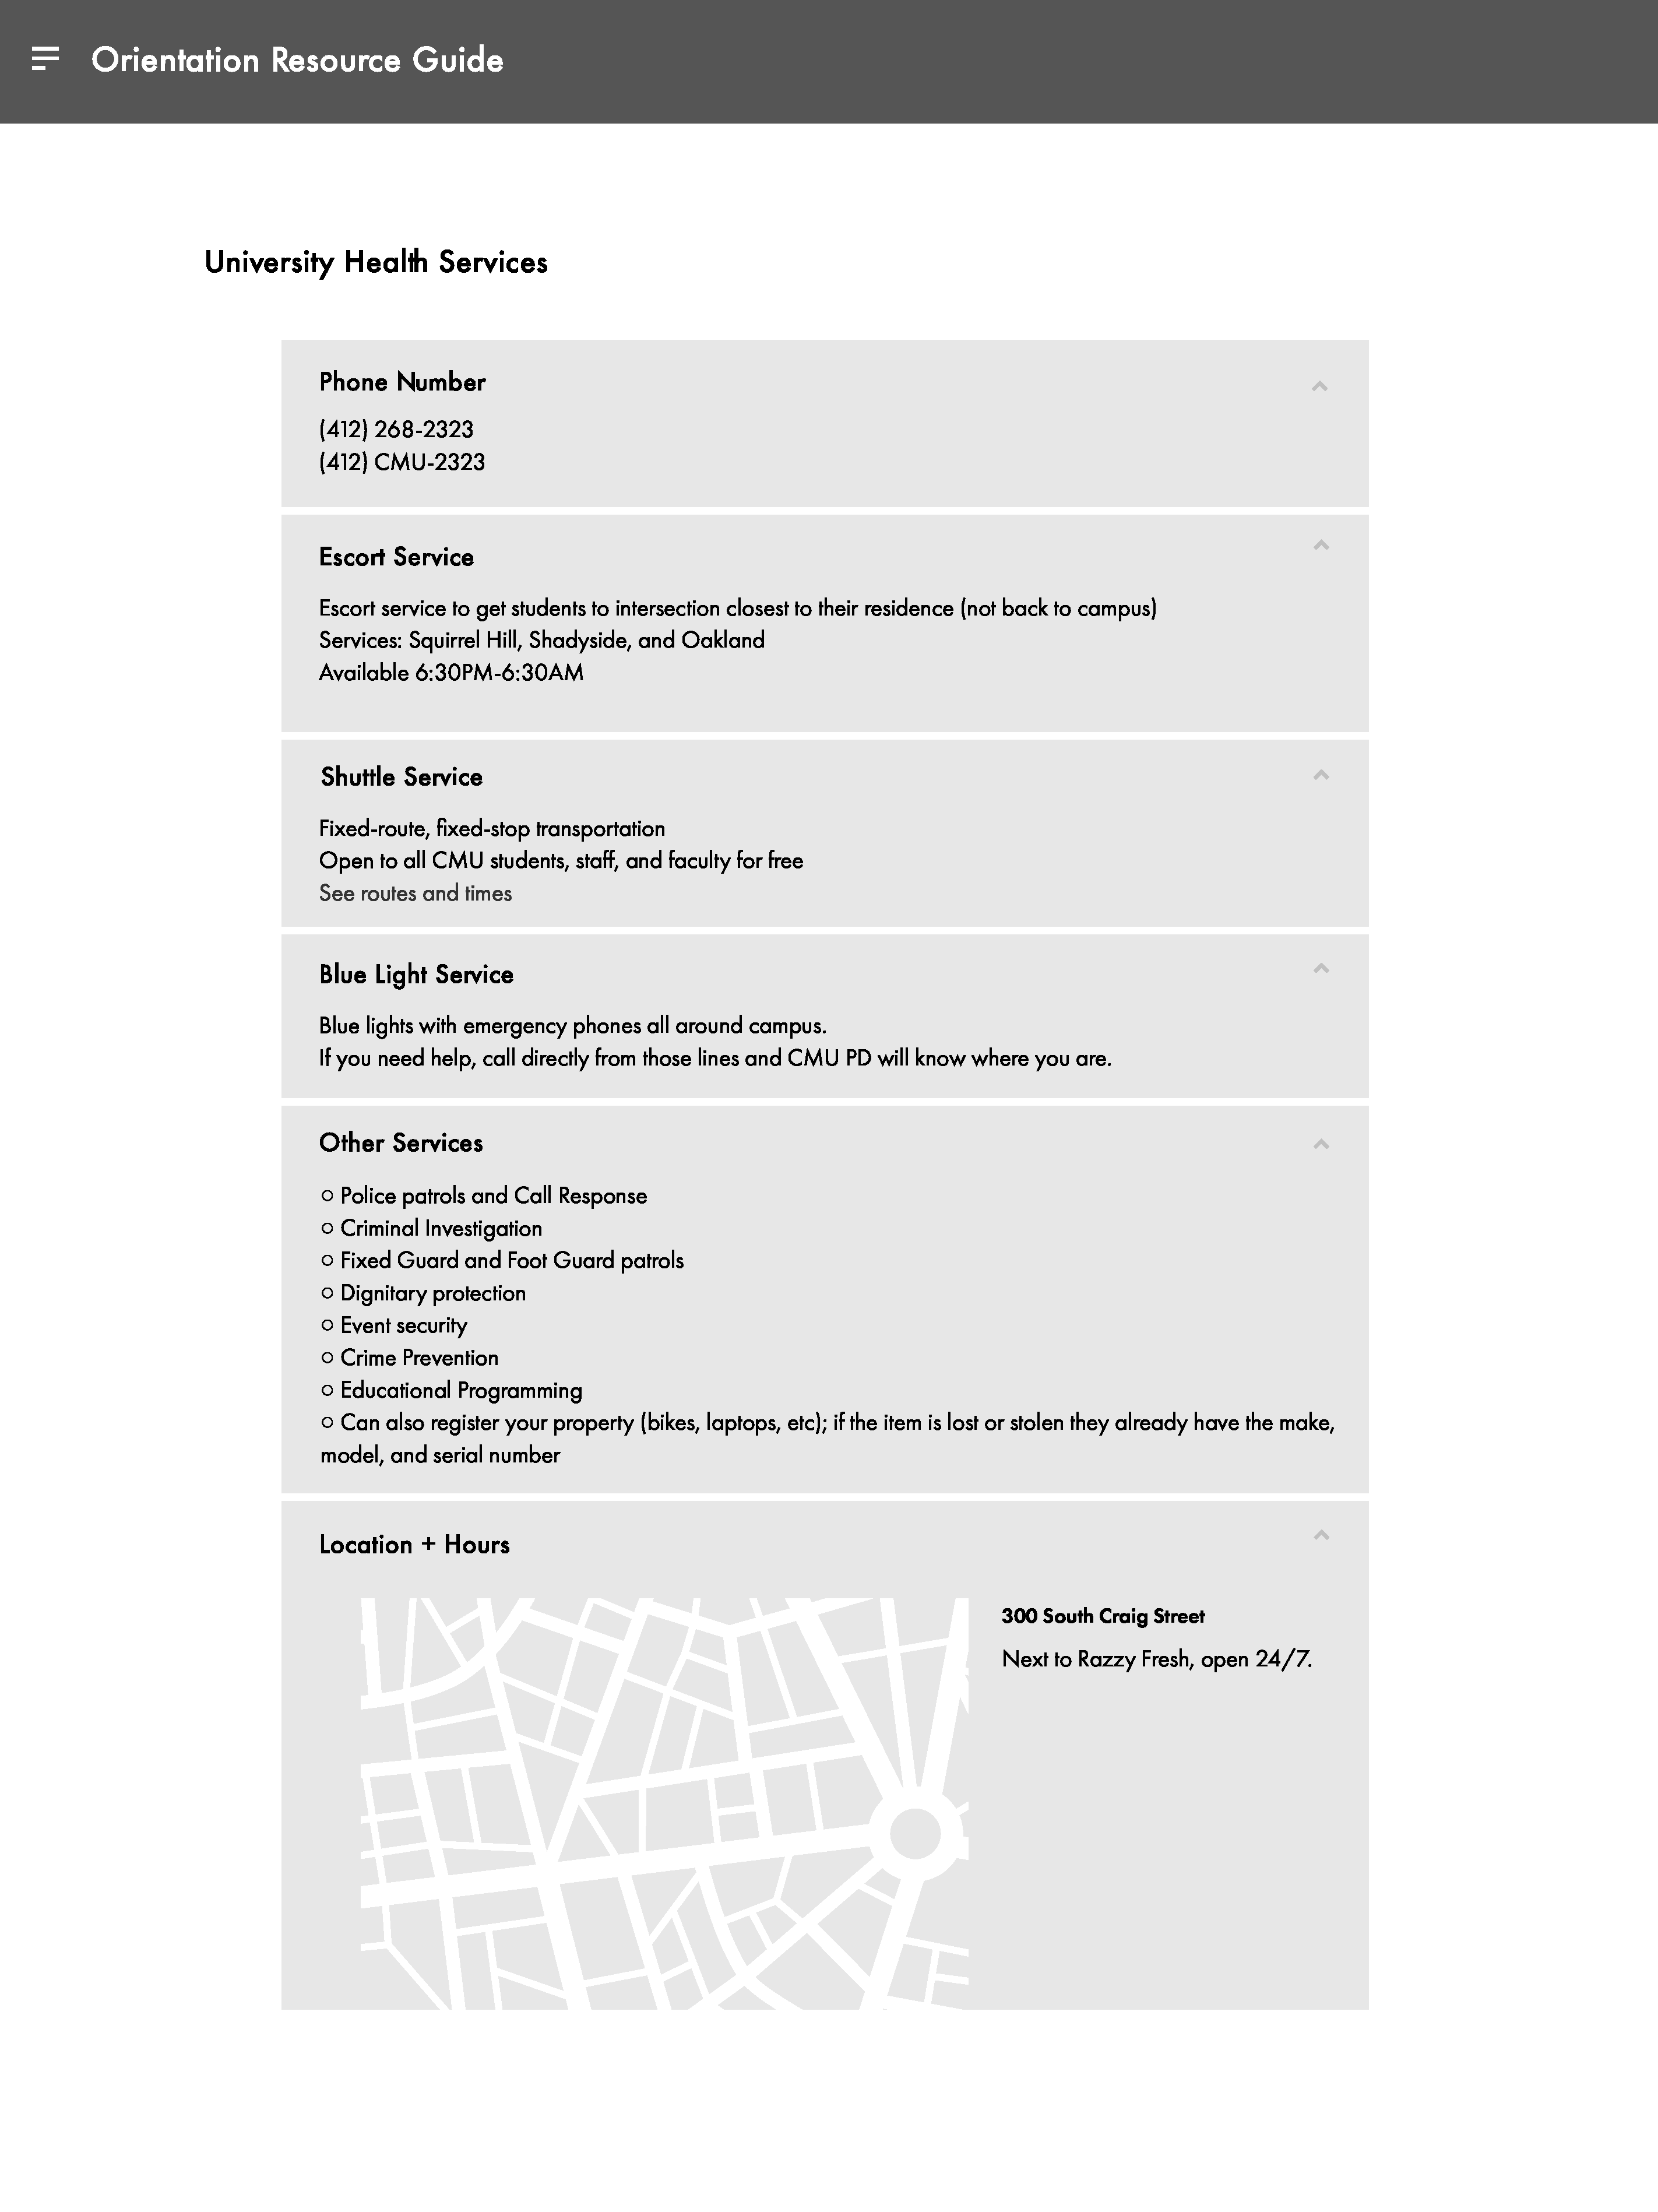 Orientation Resource Guide
University Health Services
Phone Number
(412) 268-2323
(412) CMU-2323
Escort Service
Escort service to get students to intersection closest to their residence (not back to campus)
Services: Squirrel Hill, Shadyside, and Oakland
Available 6:30PM-6:30AM
Shuttle Service
Fixed-route, fixed-stop transportation
Open to all CMU students, staff, and faculty for free
See routes and times
Blue Light Service
Blue lights with emergency phones all around campus.
If you need help, call directly from those lines and CMU PD will know where you are.
Other Services
○ Police patrols and Call Response
○ Criminal Investigation
○ Fixed Guard and Foot Guard patrols
○ Dignitary protection
○ Event security
○ Crime Prevention
○ Educational Programming
○ Can also register your property (bikes, laptops, etc); if the item is lost or stolen they already have the make,
model, and serial number
Location + Hours
300 South Craig Street
Next to Razzy Fresh, open 24/7.